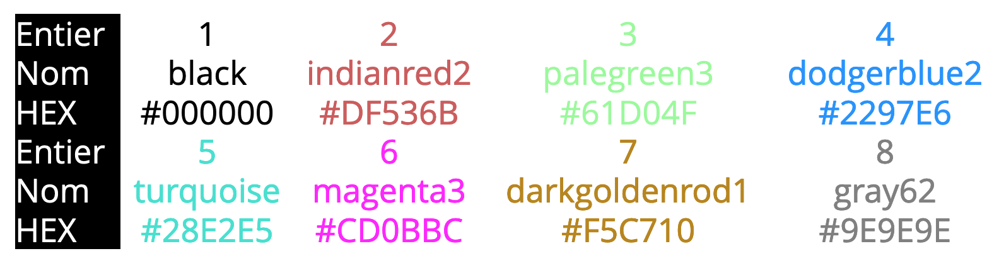 Entier 1 2 3 4
Nom black indianred2 palegreen3 dodgerblue2
HEX #000000 #DF536B #61D04F #2297E6
Entier 5 6 7 8
Nom turquoise magenta3 darkgoldenrod1 gray62
HEX #28E2E5 #CD0BBC #F5C710 #9E9E9E